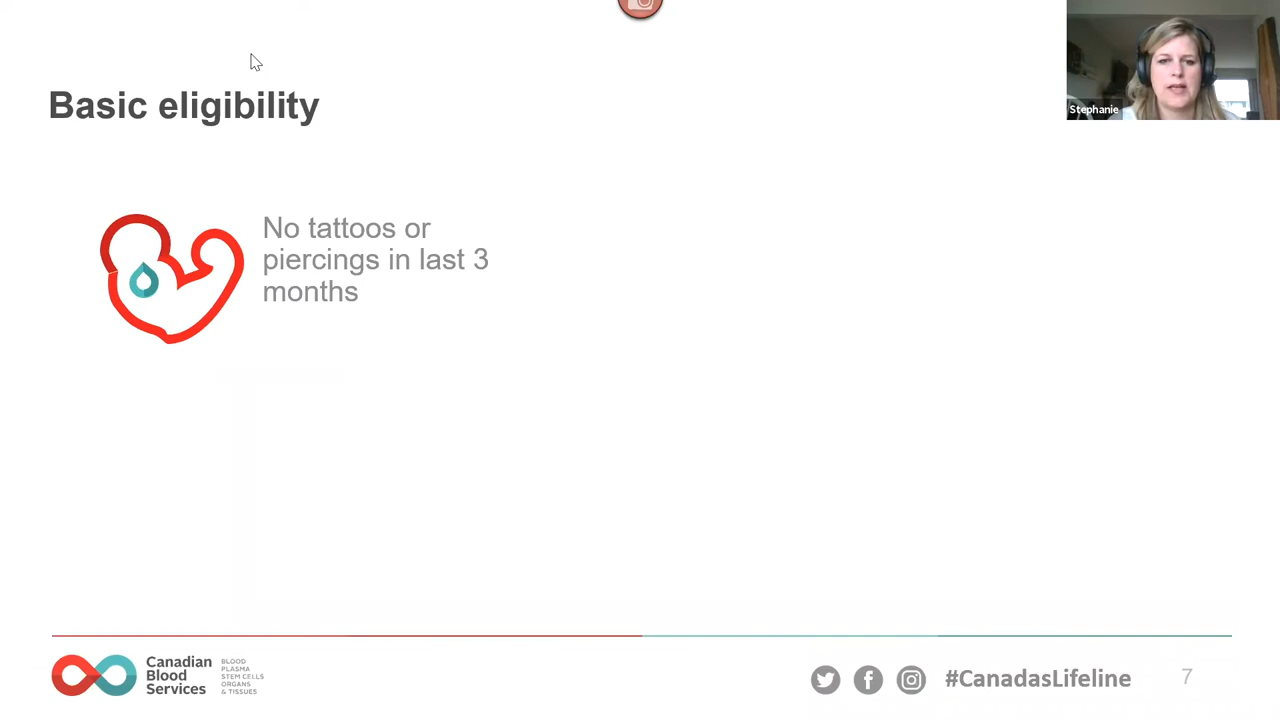 Basic eligibility
Stephanie
No tattoos or
piercings in last 3
months
Canadian
Blood
Services
BLOOD
PLASMA
STEM CELLS
ORGANS
& TISSUES
#CanadasLifeline
7